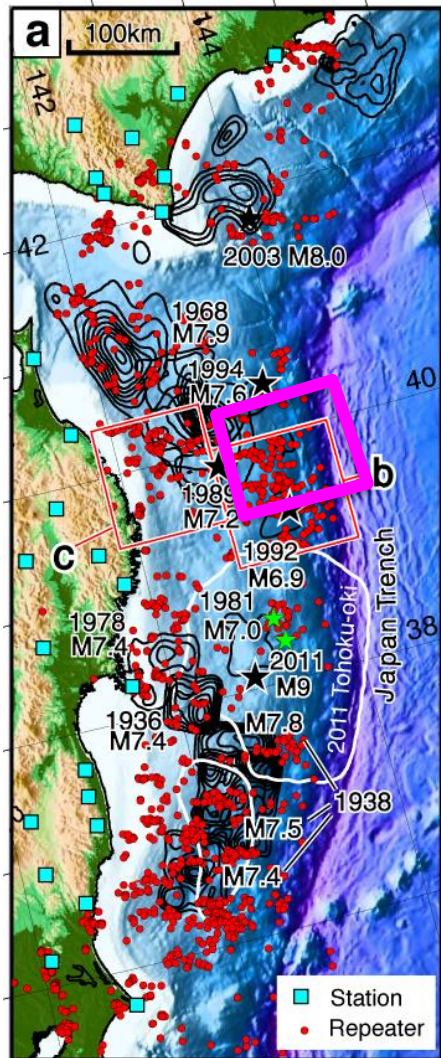 a
100km
144
142
42
2003 M8.0
1968
M7.9
1994
M7.6
40
1989
M7.2
b
c
1992
M6.9
1981
M7.0
1978
M7.4
2011
M9
38
Japan Trench
2011 Tohoku-oki
1936
M7.4
M7.8
1938
M7.5
M7.4
Station
Repeater